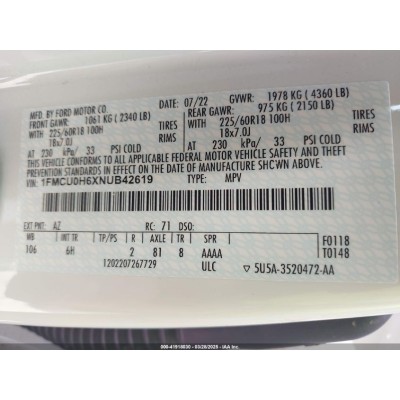 MFD. BY FORD MOTOR CO.
07/22 GVWR: 1978 KG ( 4360 LB)
FRONT GAWR: 1061 KG ( 2340 LB) REAR GAWR: 975 KG ( 2150 LB)
WITH 225/60R18 100H TIRES WITH 225/60R18 100H TIRES
18x7.0J RIMS 18x7.0J RIMS
AT 230 kPa/ 33 PSI COLD AT 230 kPa/ 33 PSI COLD
THIS VEHICLE CONFORMS TO ALL APPLICABLE FEDERAL MOTOR VEHICLE SAFETY AND THEFT
PREVENTION STANDARDS IN EFFECT ON THE DATE OF MANUFACTURE SHOWN ABOVE.
VIN: 1FMCU0H6XNUB42619 TYPE: MPV
EXT PNT: AZ RC: 71 DSO:
WB INT TR TP/PS R AXLE TR SPR F0118
106 6H 2 81 8 AAAA T0148
1202207267729 ULC ▽ 5U5A-3520472-AA